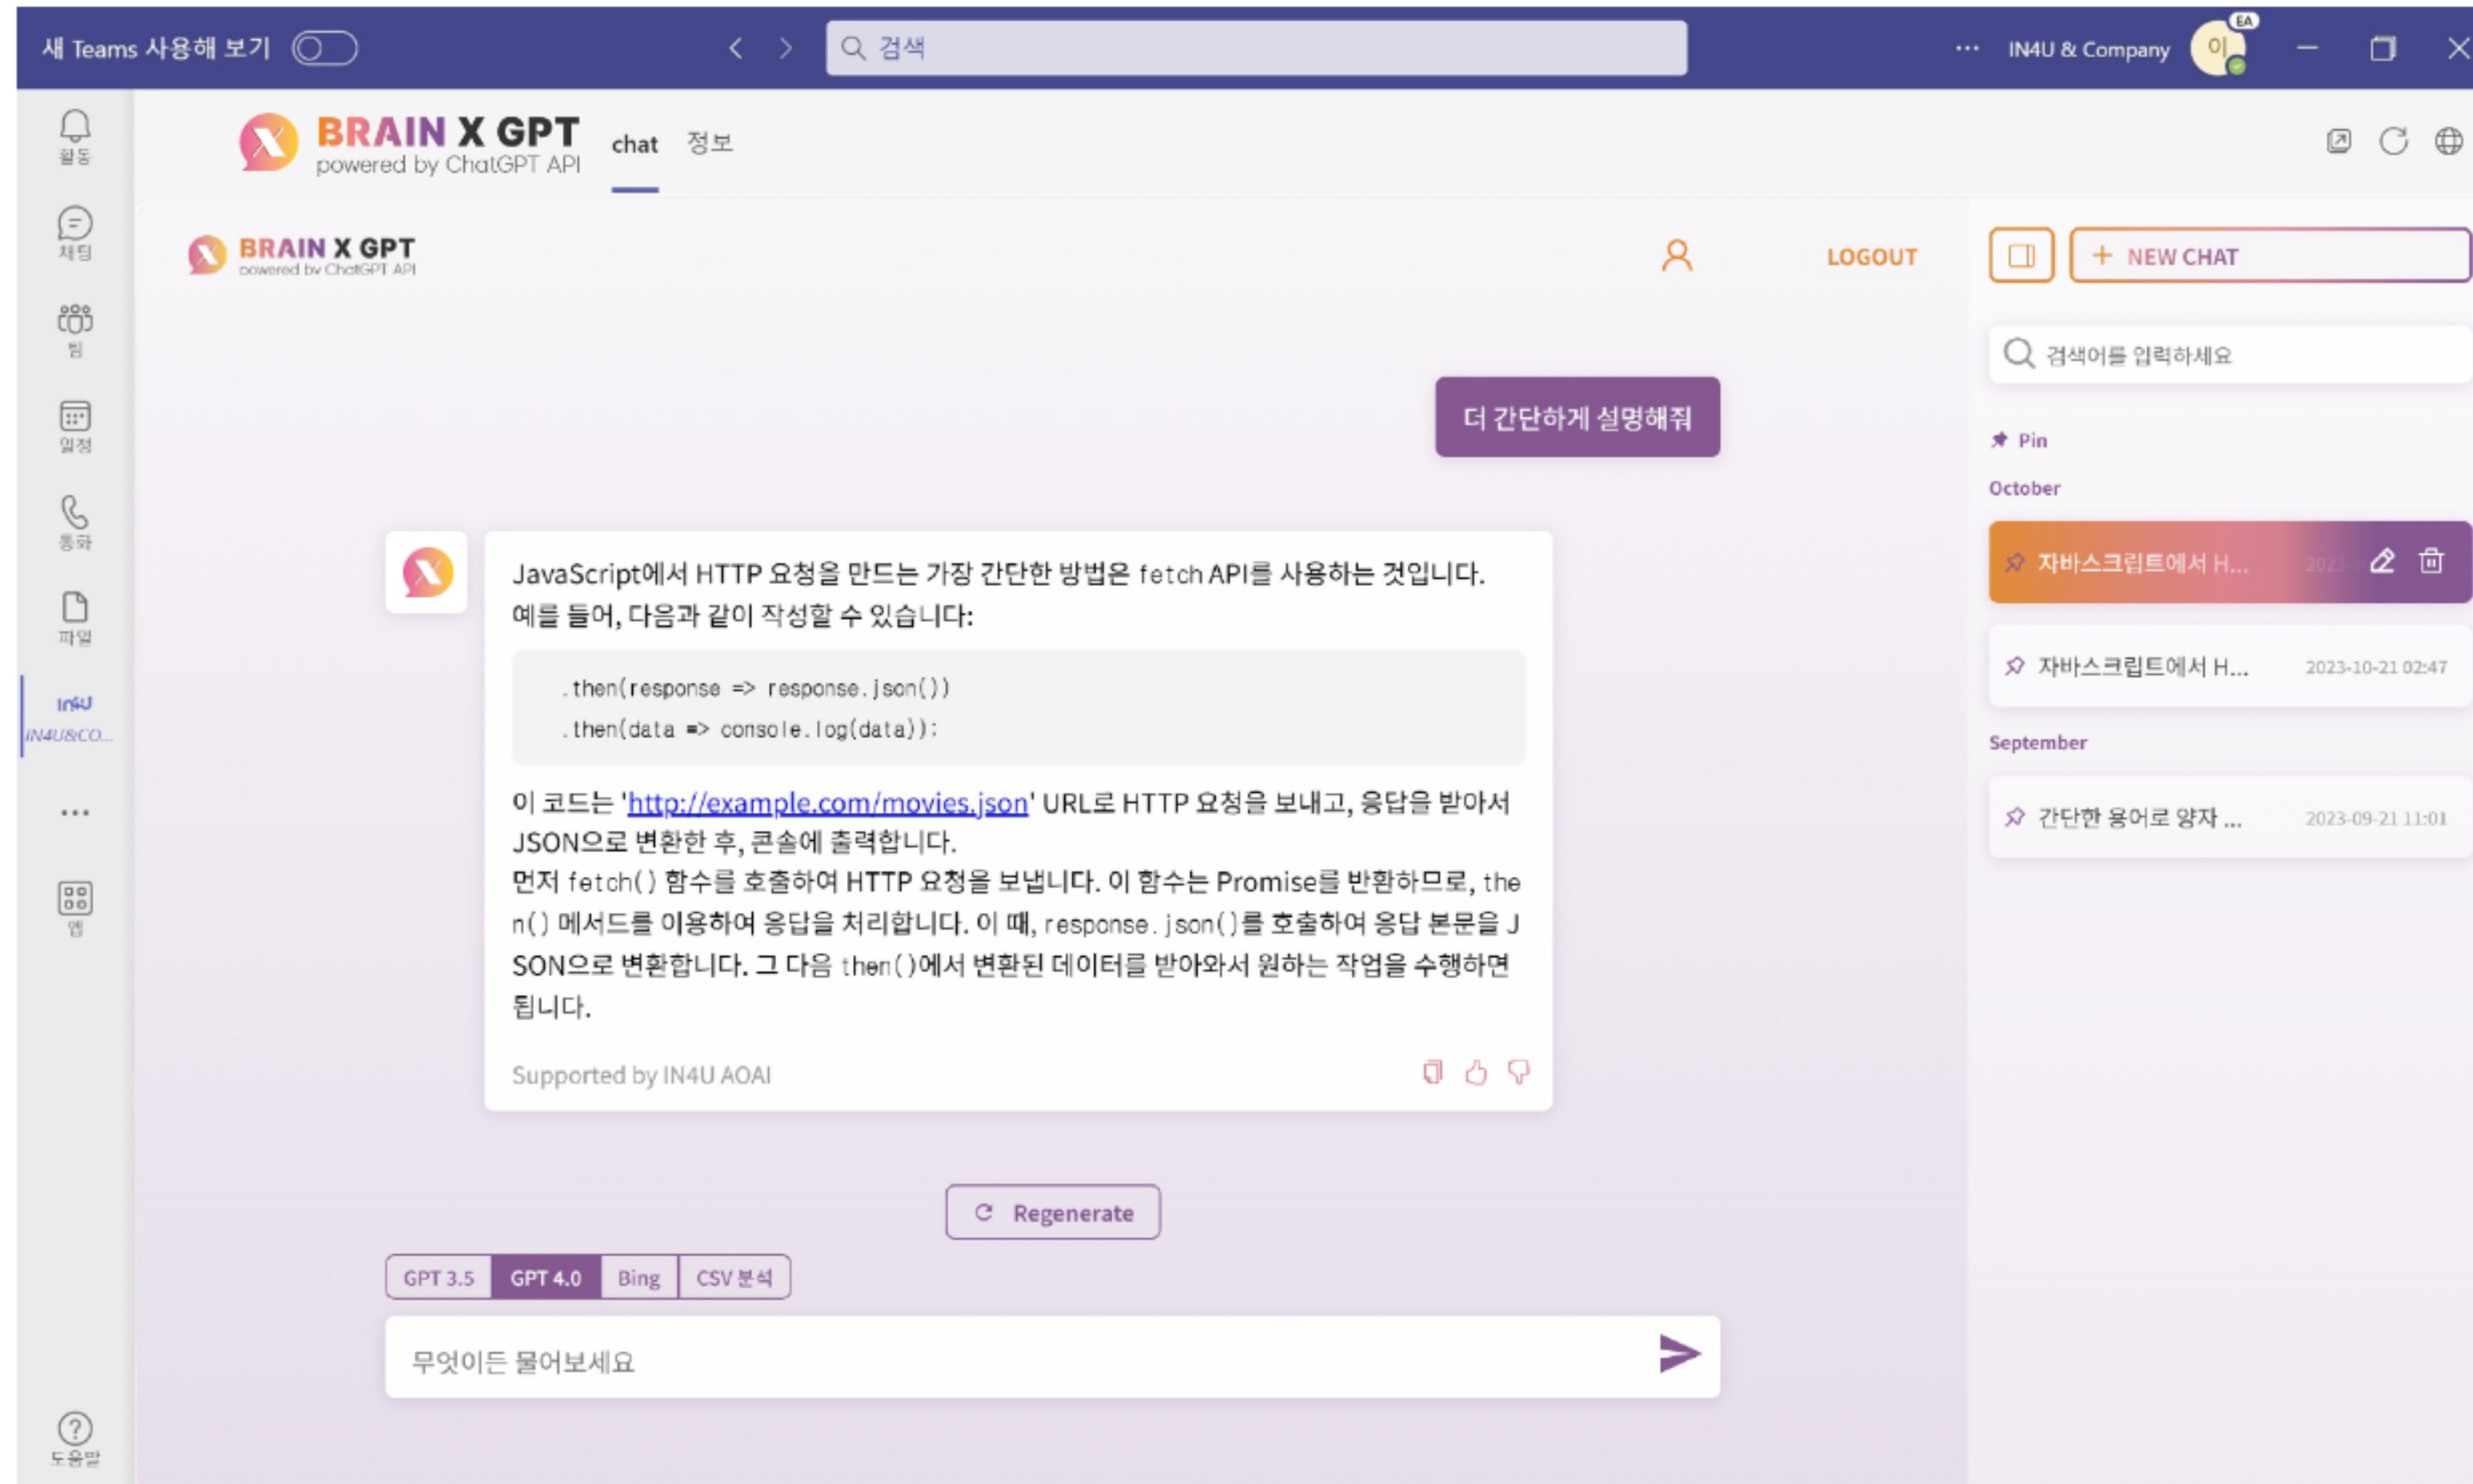 새 Teams 사용해 보기
검색
IN4U & Company
EA
이
활동
채팅
팀
일정
통화
파일
IN4U
IN4U&CO...
앱
도움말
BRAIN X GPT
powered by ChatGPT API
chat
정보
BRAIN X GPT
powered by ChatGPT API
LOGOUT
더 간단하게 설명해줘
JavaScript에서 HTTP 요청을 만드는 가장 간단한 방법은 fetch API를 사용하는 것입니다.
예를 들어, 다음과 같이 작성할 수 있습니다:
.then(response => response.json())
.then(data => console.log(data));
이 코드는 'http://example.com/movies.json' URL로 HTTP 요청을 보내고, 응답을 받아서
JSON으로 변환한 후, 콘솔에 출력합니다.
먼저 fetch() 함수를 호출하여 HTTP 요청을 보냅니다. 이 함수는 Promise를 반환하므로, the
n() 메서드를 이용하여 응답을 처리합니다. 이 때, response.json()를 호출하여 응답 본문을 J
SON으로 변환합니다. 그 다음 then()에서 변환된 데이터를 받아와서 원하는 작업을 수행하면
됩니다.
Supported by IN4U AOAI
Regenerate
GPT 3.5
GPT 4.0
Bing
CSV 분석
무엇이든 물어보세요
+ NEW CHAT
검색어를 입력하세요
Pin
October
자바스크립트에서 H...
자바스크립트에서 H...
2023-10-21 02:47
September
간단한 용어로 양자 ...
2023-09-21 11:01